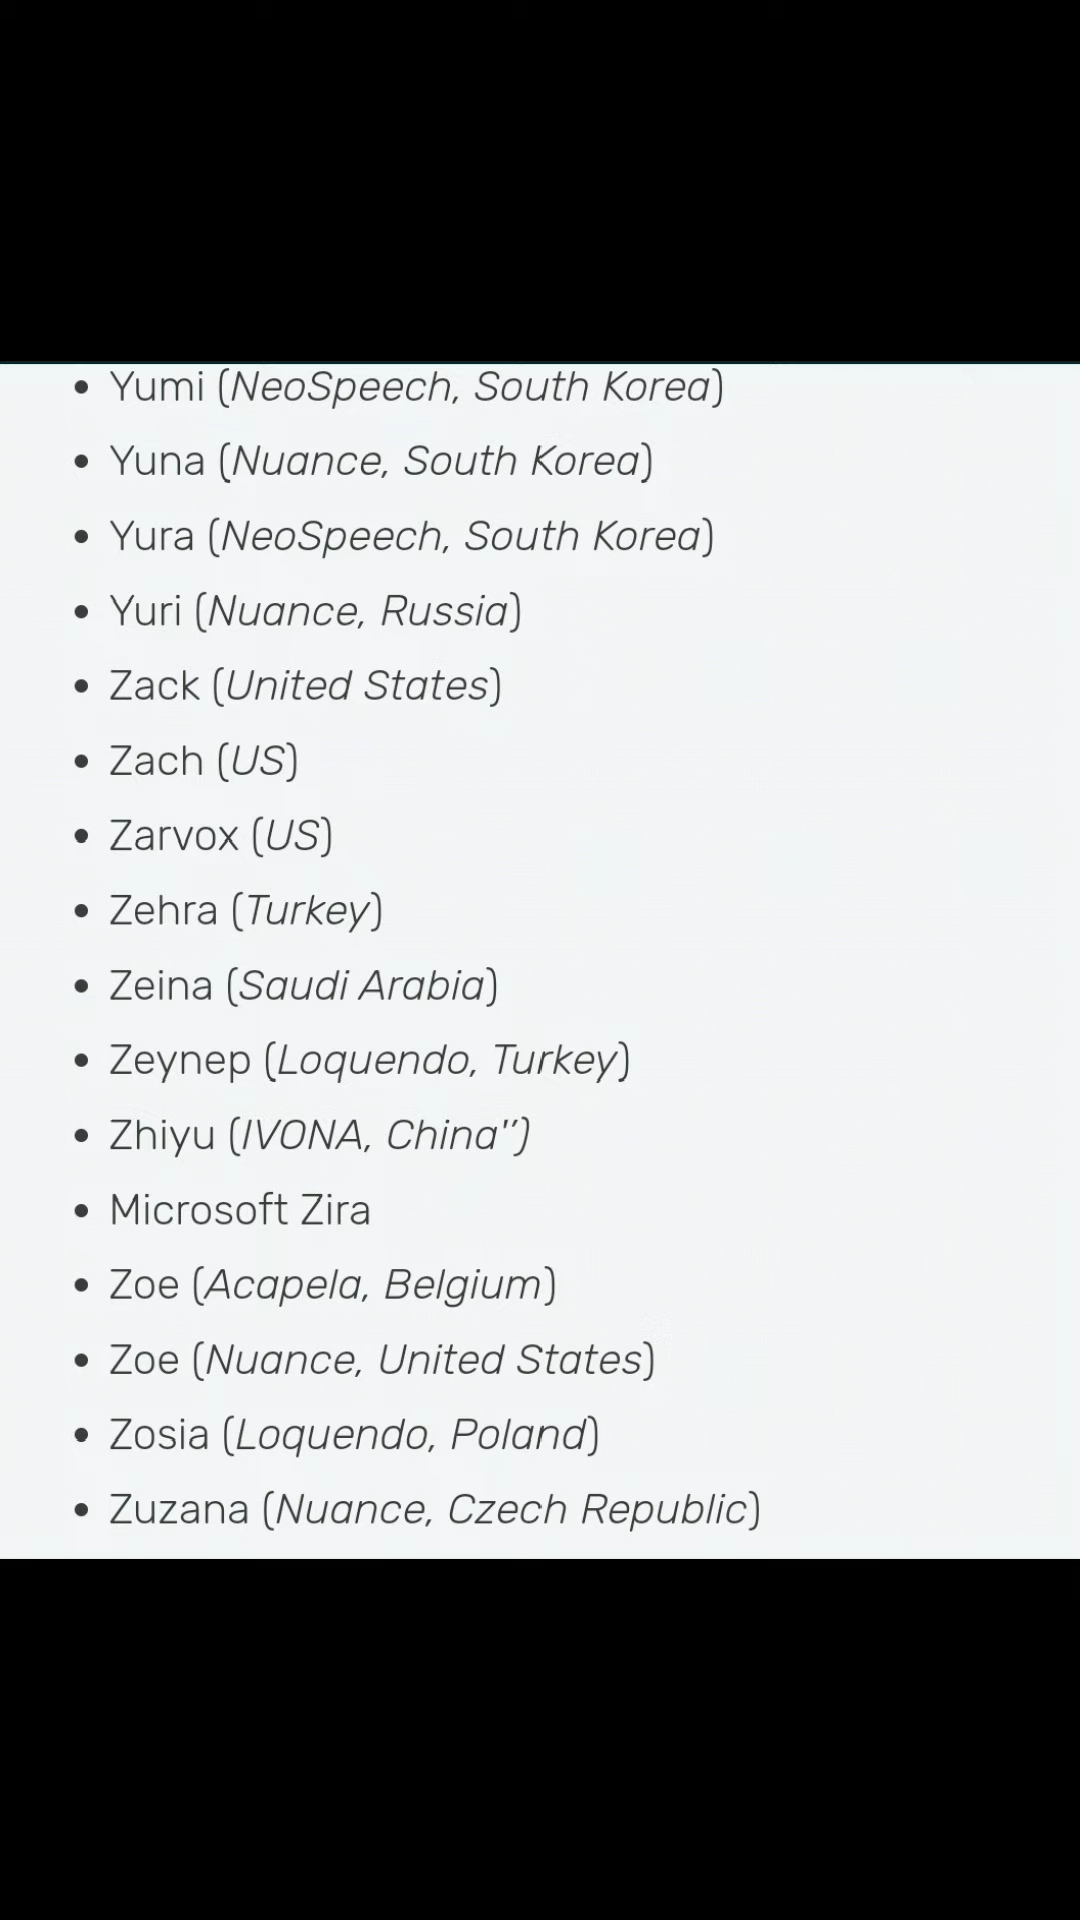 • Yumi (NeoSpeech, South Korea)
• Yuna (Nuance, South Korea)
• Yura (NeoSpeech, South Korea)
• Yuri (Nuance, Russia)
• Zack (United States)
• Zach (US)
• Zarvox (US)
• Zehra (Turkey)
• Zeina (Saudi Arabia)
• Zeynep (Loquendo, Turkey)
• Zhiyu (IVONA, China'')
• Microsoft Zira
• Zoe (Acapela, Belgium)
• Zoe (Nuance, United States)
• Zosia (Loquendo, Poland)
• Zuzana (Nuance, Czech Republic)